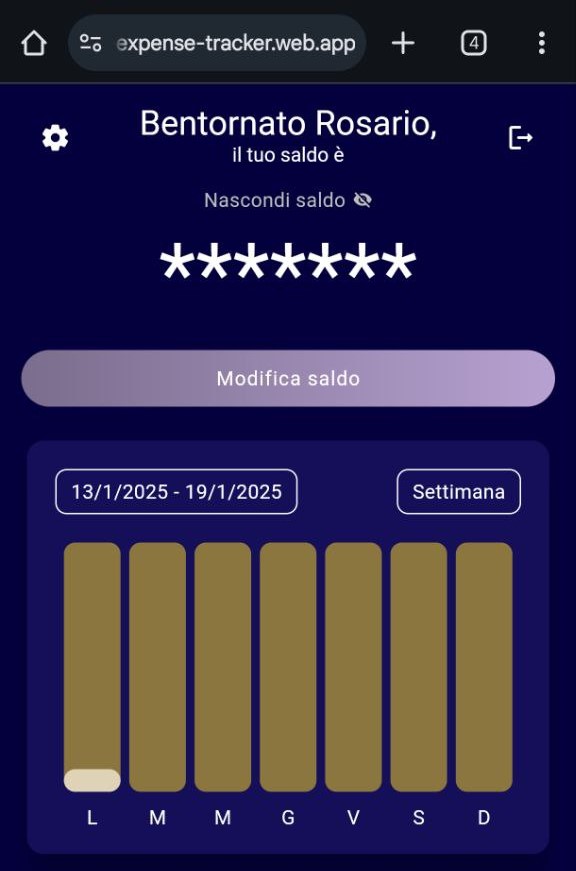 expense-tracker.web.app
4
Bentornato Rosario,
il tuo saldo è
Nascondi saldo
*******
Modifica saldo
13/1/2025 - 19/1/2025
Settimana
L M M G V S D